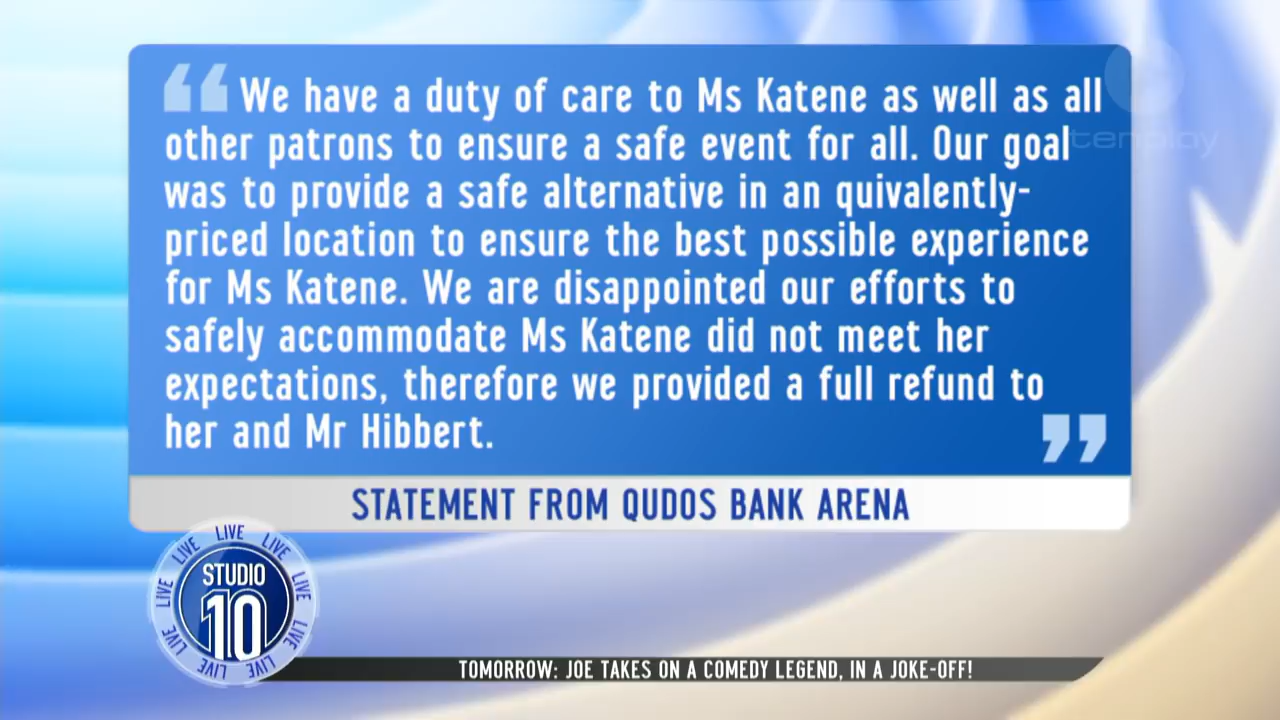 “We have a duty of care to Ms Katene as well as all
other patrons to ensure a safe event for all. Our goal
was to provide a safe alternative in an quivalently-
priced location to ensure the best possible experience
for Ms Katene. We are disappointed our efforts to
safely accommodate Ms Katene did not meet her
expectations, therefore we provided a full refund to
her and Mr Hibbert.”
tenplay
STATEMENT FROM QUDOS BANK ARENA
LIVE LIVE LIVE LIVE LIVE LIVE LIVE LIVE LIVE
STUDIO
10
TOMORROW: JOE TAKES ON A COMEDY LEGEND, IN A JOKE-OFF!